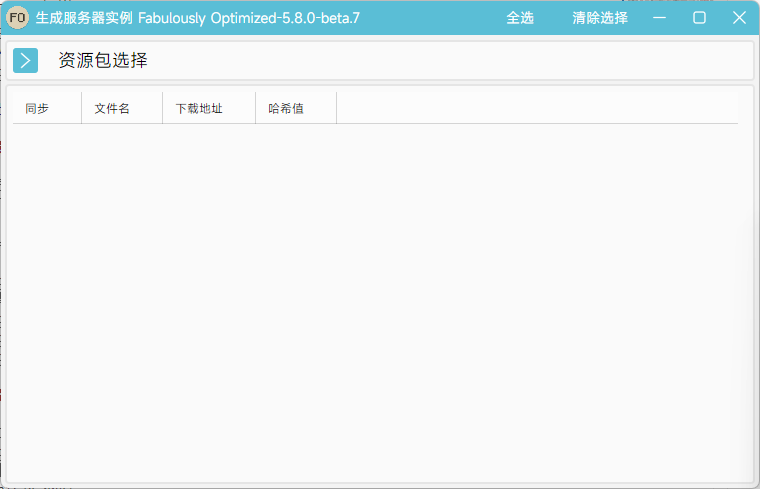 FO 生成服务器实例 Fabulously Optimized-5.8.0-beta.7 全选 清除选择
资源包选择
同步 文件名 下载地址 哈希值